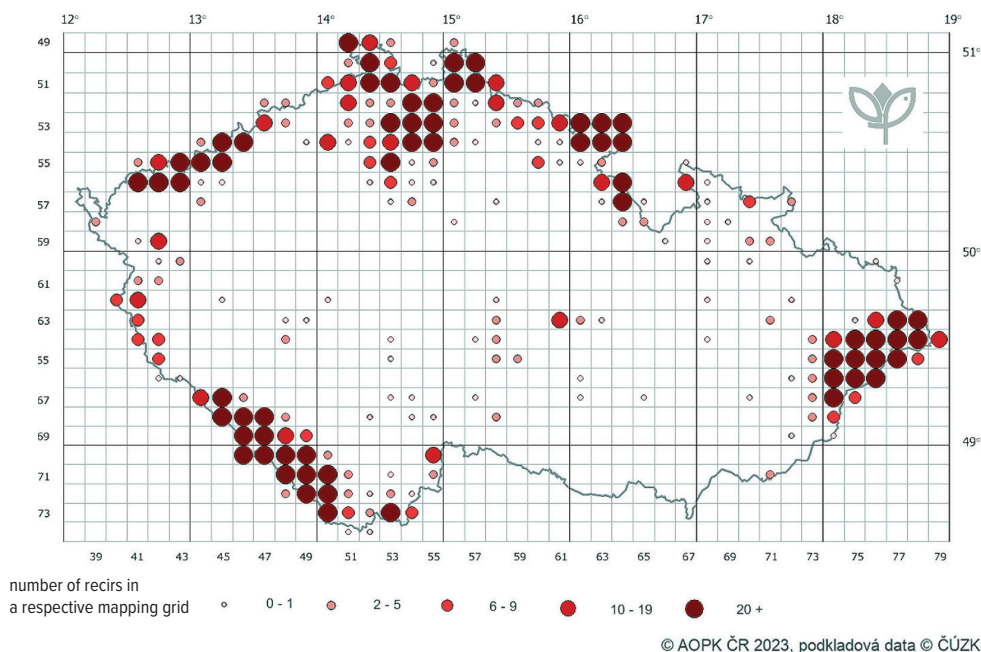 12° 13° 14° 15° 16° 17° 18° 19°
49
51°
51
53
55
57
59
50°
61
63
55
57
69
49°
71
73
39 41 43 45 47 49 51 53 55 57 59 61 63 65 67 69 71 73 75 77 79
number of recirs in
a respective mapping grid
0 - 1 2 - 5 6 - 9 10 - 19 20 +
© AOPK ČR 2023, podkladová data © ČÚZK